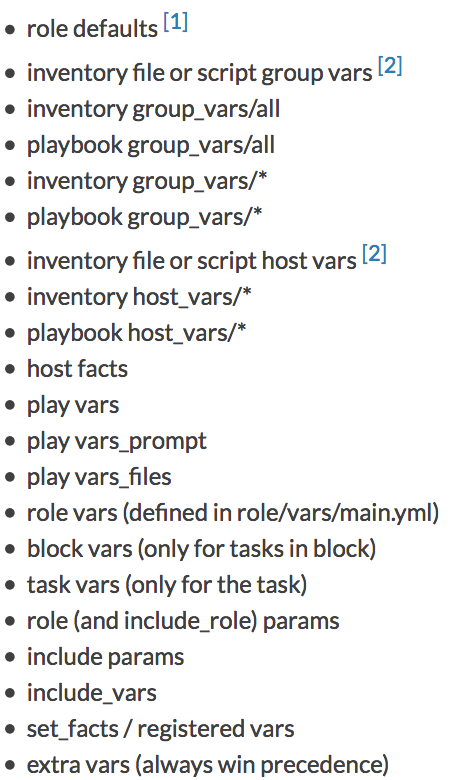 • role defaults [1]
• inventory file or script group vars [2]
• inventory group_vars/all
• playbook group_vars/all
• inventory group_vars/*
• playbook group_vars/*
• inventory file or script host vars [2]
• inventory host_vars/*
• playbook host_vars/*
• host facts
• play vars
• play vars_prompt
• play vars_files
• role vars (defined in role/vars/main.yml)
• block vars (only for tasks in block)
• task vars (only for the task)
• role (and include_role) params
• include params
• include_vars
• set_facts / registered vars
• extra vars (always win precedence)